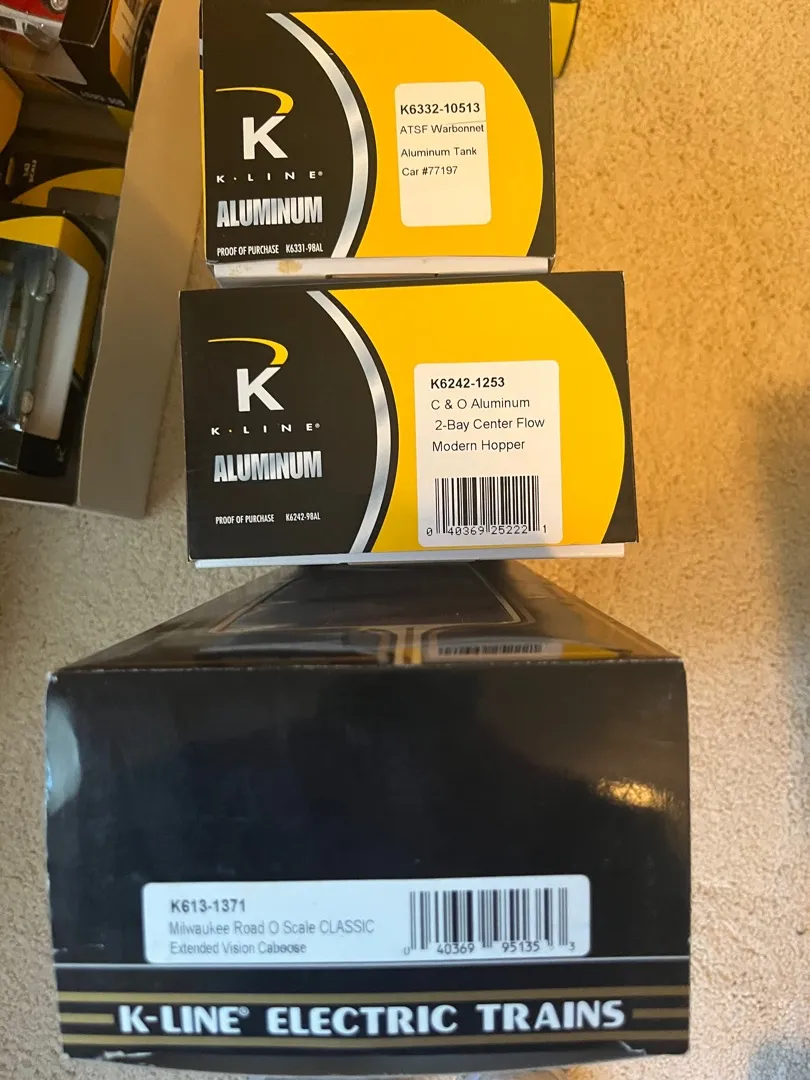 K
K·LINE®
ALUMINUM
PROOF OF PURCHASE K6331-98AL
K6332-10513
ATSF Warbonnet
Aluminum Tank
Car #77197
K
K·LINE®
ALUMINUM
PROOF OF PURCHASE K6242-98AL
K6242-1253
C & O Aluminum
2-Bay Center Flow
Modern Hopper
0 40369 25222 1
K613-1371
Milwaukee Road O Scale CLASSIC
Extended Vision Caboose
0 40369 95135 3
K-LINE® ELECTRIC TRAINS